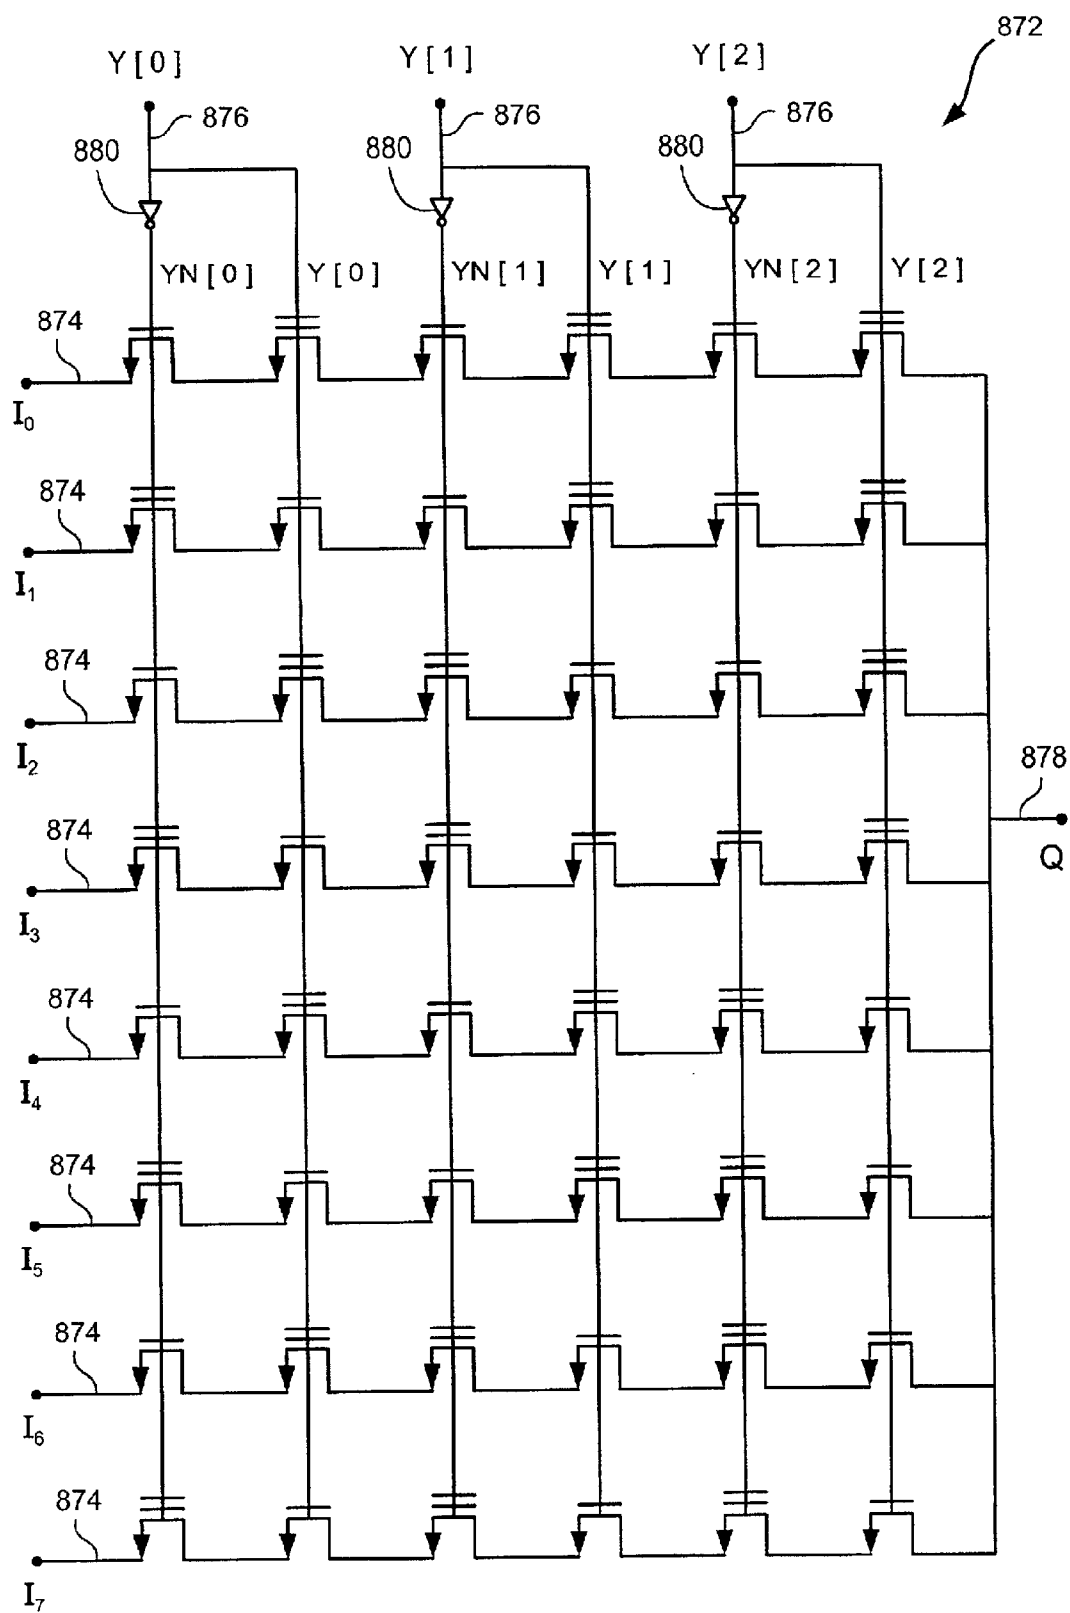 872
Y[0] Y[1] Y[2]
876 876 876
880 880 880
YN[0] Y[0] YN[1] Y[1] YN[2] Y[2]
874
I₀
874
I₁
874
I₂
878
874
Q
I₃
874
I₄
874
I₅
874
I₆
874
I₇